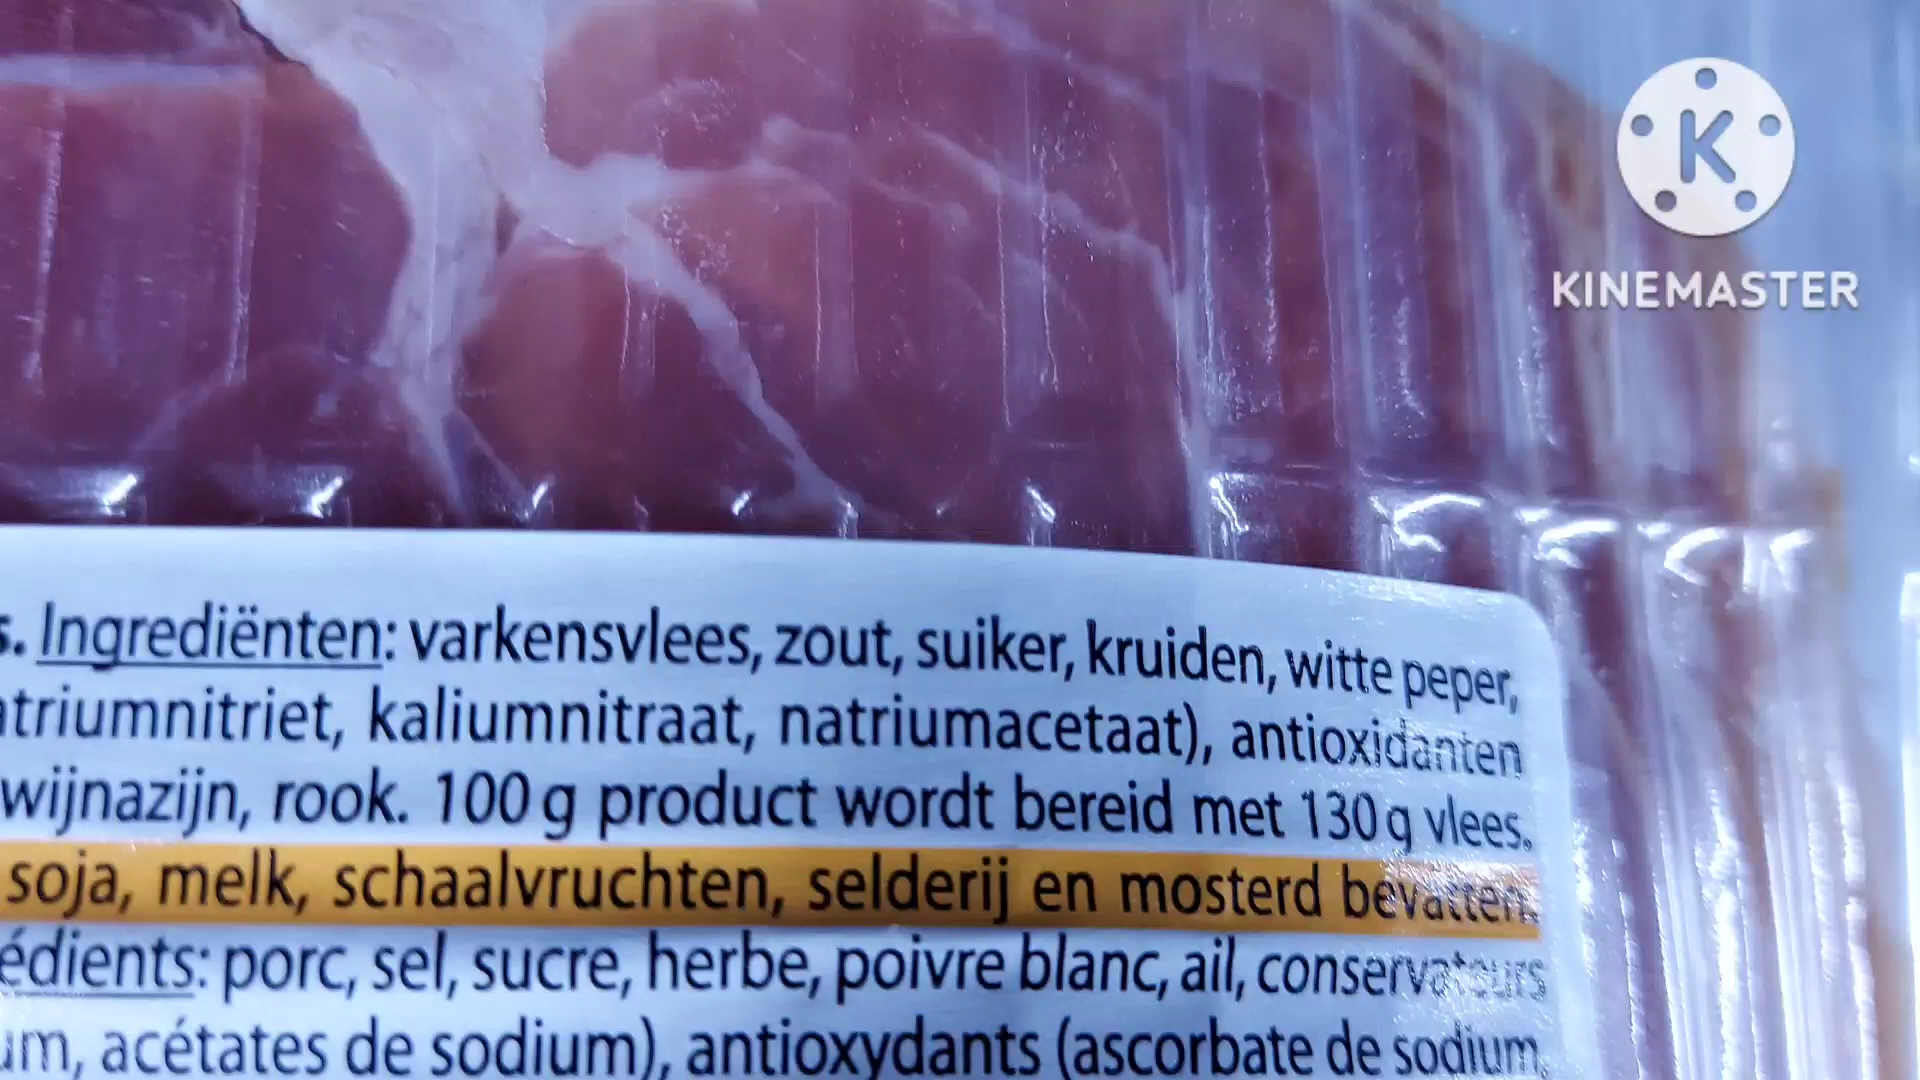 K
KINEMASTER
s. Ingrediënten: varkensvlees, zout, suiker, kruiden, witte peper,
atriumnitriet, kaliumnitraat, natriumacetaat), antioxidanten
wijnazijn, rook. 100 g product wordt bereid met 130 g vlees.
soja, melk, schaalvruchten, selderij en mosterd bevatten.
édients: porc, sel, sucre, herbe, poivre blanc, ail, conservateurs
um, acétates de sodium), antioxydants (ascorbate de sodium,